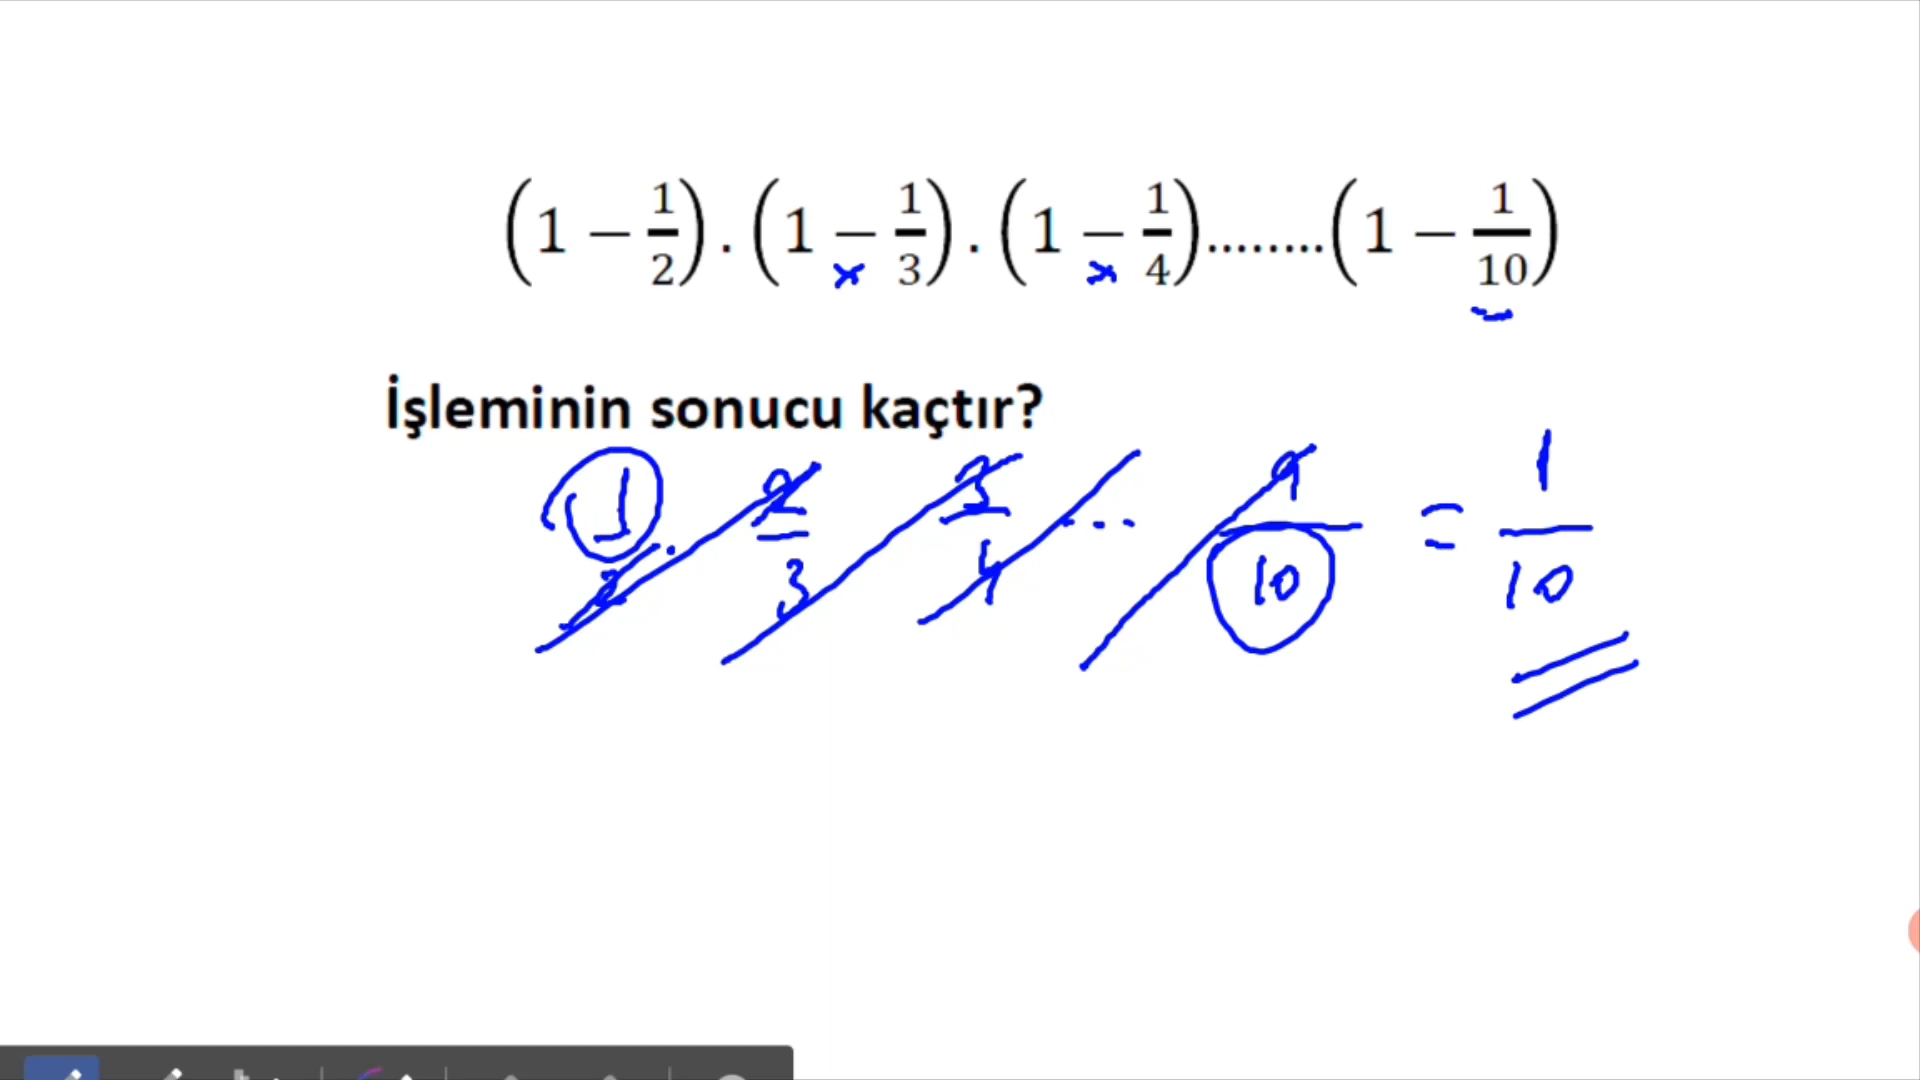 (1 − 1/2) . (1 − 1/3) . (1 − 1/4)........(1 − 1/10)
İşleminin sonucu kaçtır?
1/2 . 2/3 3/4 ... 9/10 = 1/10